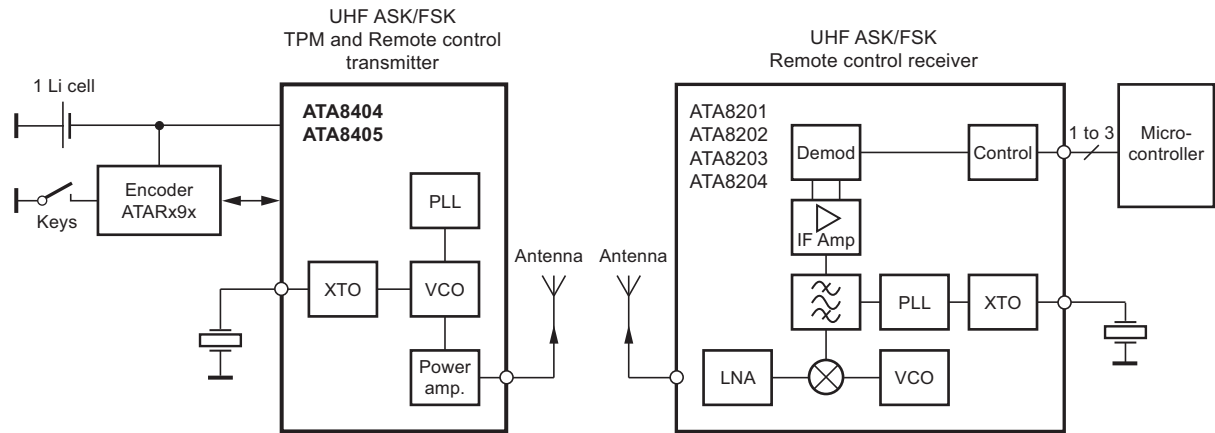 UHF ASK/FSK
TPM and Remote control
transmitter
UHF ASK/FSK
Remote control receiver
1 Li cell
ATA8404
ATA8405
Encoder
ATARx9x
Keys
PLL
XTO
VCO
Power
amp.
Antenna
Antenna
ATA8201
ATA8202
ATA8203
ATA8204
Demod
Control
1 to 3
Micro-
controller
IF Amp
PLL
XTO
LNA
VCO